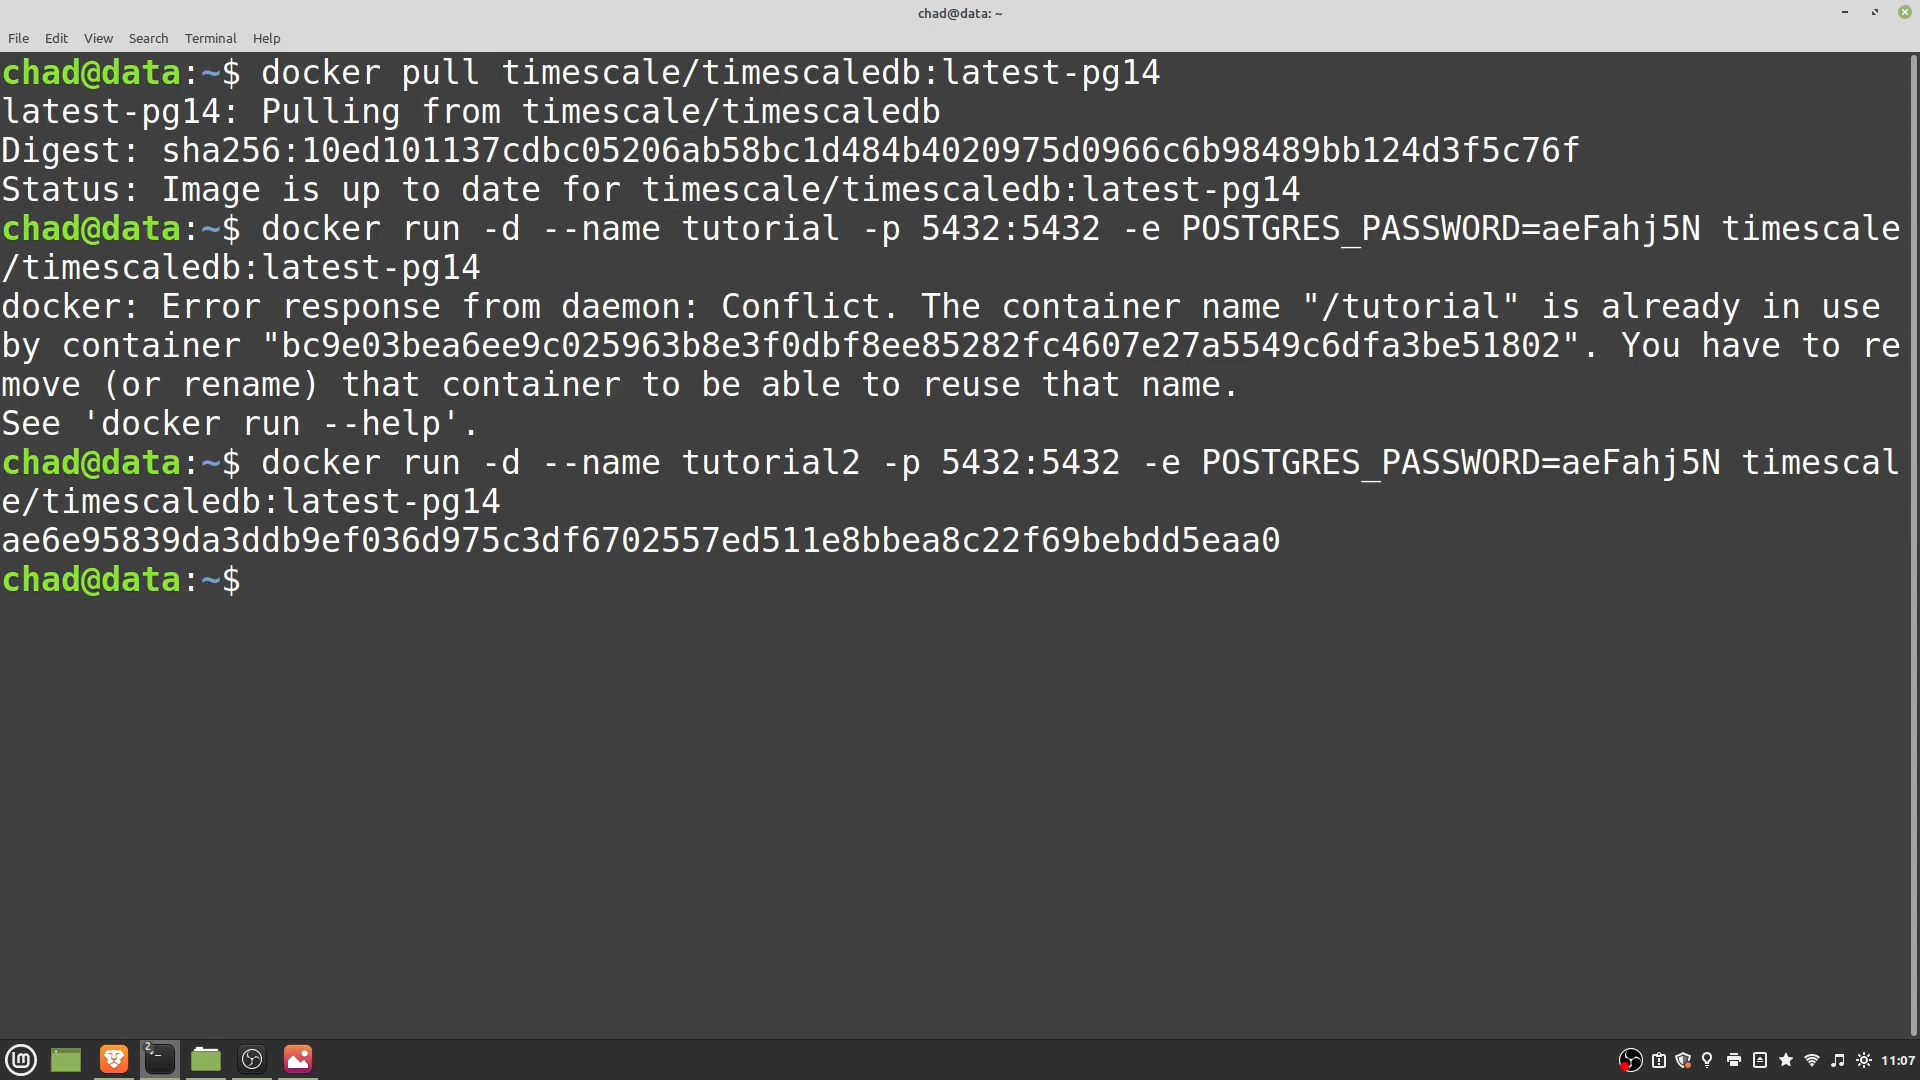 chad@data: ~
File Edit View Search Terminal Help
chad@data:~$ docker pull timescale/timescaledb:latest-pg14
latest-pg14: Pulling from timescale/timescaledb
Digest: sha256:10ed101137cdbc05206ab58bc1d484b4020975d0966c6b98489bb124d3f5c76f
Status: Image is up to date for timescale/timescaledb:latest-pg14
chad@data:~$ docker run -d --name tutorial -p 5432:5432 -e POSTGRES_PASSWORD=aeFahj5N timescale
/timescaledb:latest-pg14
docker: Error response from daemon: Conflict. The container name "/tutorial" is already in use
by container "bc9e03bea6ee9c025963b8e3f0dbf8ee85282fc4607e27a5549c6dfa3be51802". You have to re
move (or rename) that container to be able to reuse that name.
See 'docker run --help'.
chad@data:~$ docker run -d --name tutorial2 -p 5432:5432 -e POSTGRES_PASSWORD=aeFahj5N timescal
e/timescaledb:latest-pg14
ae6e95839da3ddb9ef036d975c3df6702557ed511e8bbea8c22f69bebdd5eaa0
chad@data:~$
2
11:07